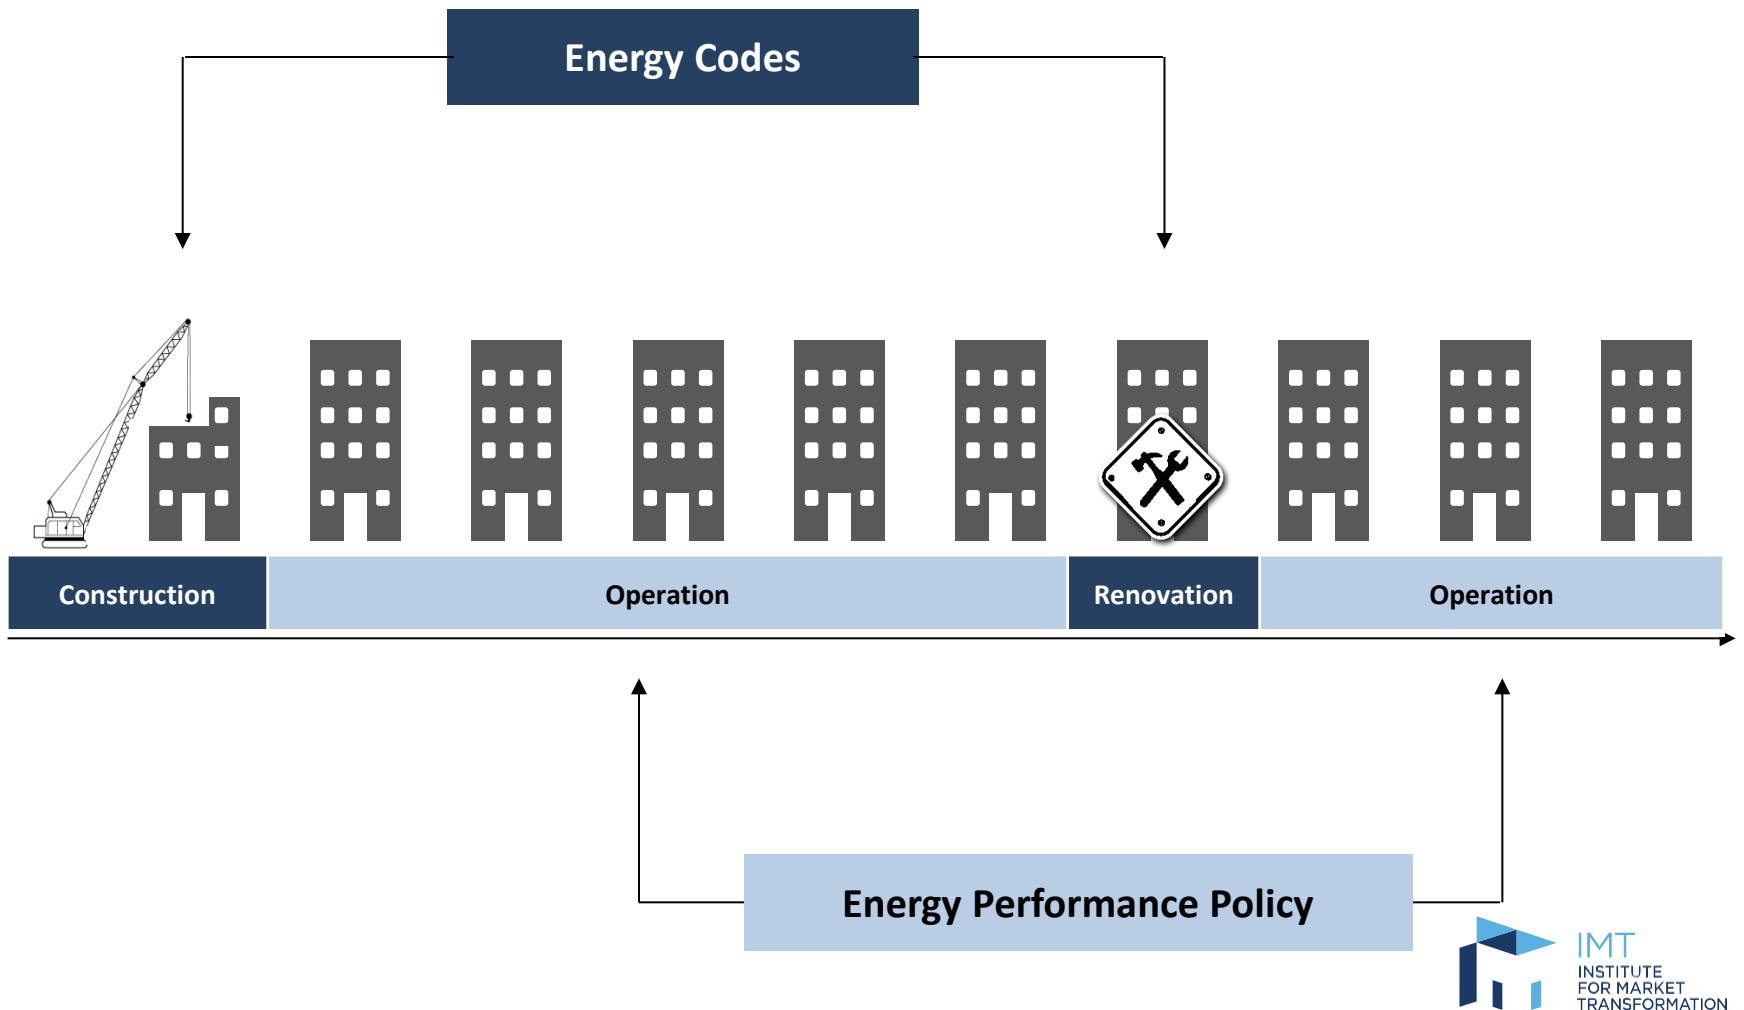 Energy Codes
Construction
Operation
Renovation
Operation
Energy Performance Policy
IMT
INSTITUTE
FOR MARKET
TRANSFORMATION